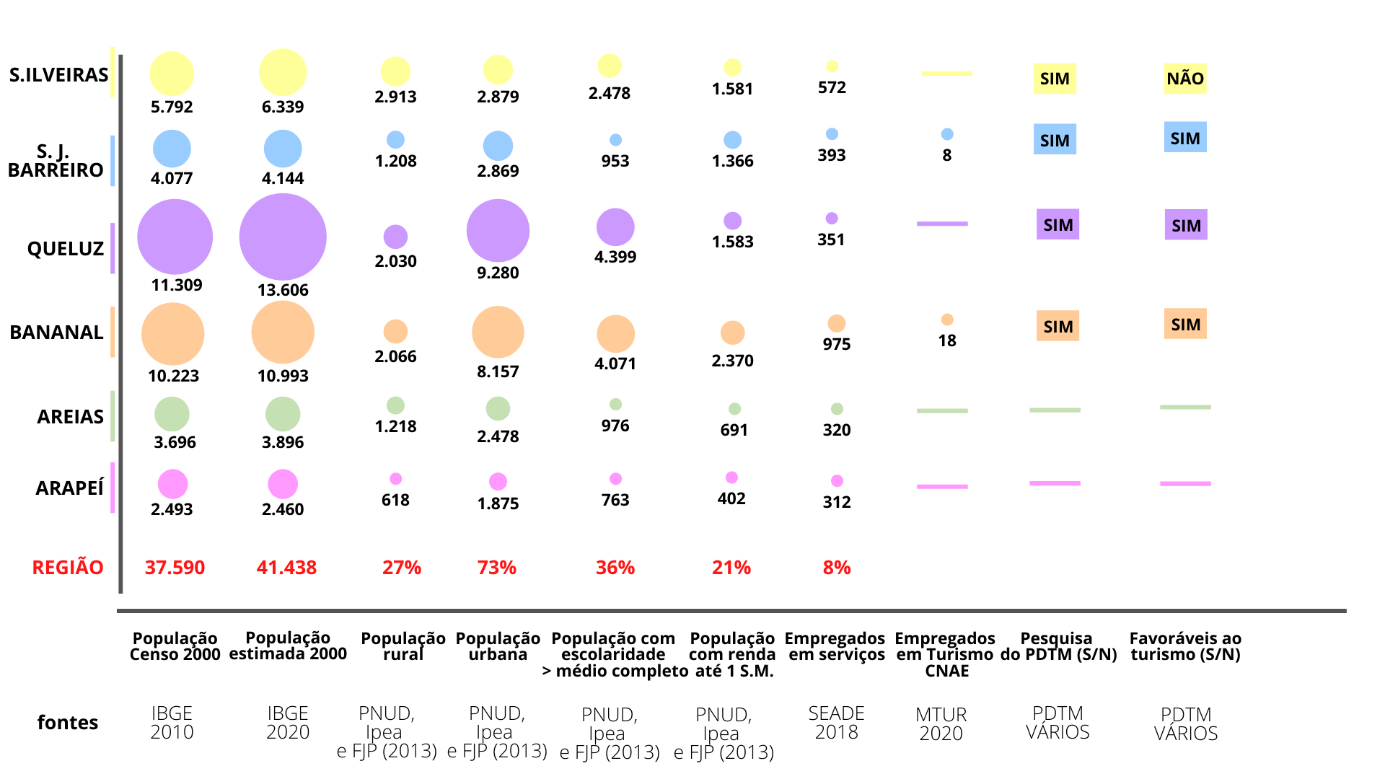 S.ILVEIRAS
5.792 6.339 2.913 2.879 2.478 1.581 572 SIM NÃO
S. J.
BARREIRO
4.077 4.144 1.208 2.869 953 1.366 393 8 SIM SIM
QUELUZ
11.309 13.606 2.030 9.280 4.399 1.583 351 SIM SIM
BANANAL
10.223 10.993 2.066 8.157 4.071 2.370 975 18 SIM SIM
AREIAS
3.696 3.896 1.218 2.478 976 691 320
ARAPEÍ
2.493 2.460 618 1.875 763 402 312
REGIÃO 37.590 41.438 27% 73% 36% 21% 8%
População
Censo 2000
População
estimada 2000
População
rural
População
urbana
População com
escolaridade
> médio completo
População
com renda
até 1 S.M.
Empregados
em serviços
Empregados
em Turismo
CNAE
Pesquisa
do PDTM (S/N)
Favoráveis ao
turismo (S/N)
fontes
IBGE
2010
IBGE
2020
PNUD,
Ipea
e FJP (2013)
PNUD,
Ipea
e FJP (2013)
PNUD,
Ipea
e FJP (2013)
PNUD,
Ipea
e FJP (2013)
SEADE
2018
MTUR
2020
PDTM
VÁRIOS
PDTM
VÁRIOS